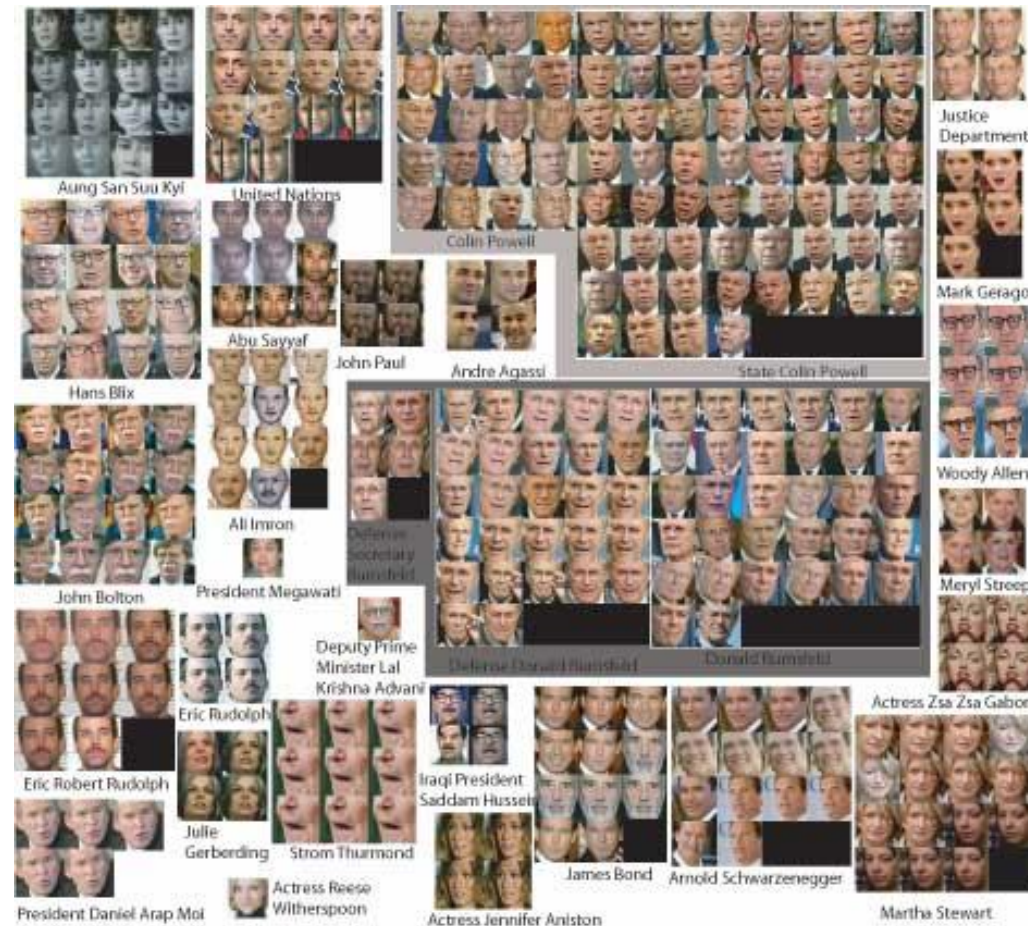 Aung San Suu Kyi
United Nations
Colin Powell
Justice
Department
Hans Blix
Abu Sayyaf
John Paul
Andre Agassi
State Colin Powell
Mark Gerago
Woody Allen
Ali Imron
Defense
Secretary
Rumsfeld
John Bolton
President Megawati
Meryl Streep
Deputy Prime
Minister Lal
Krishna Advani
Defense Donald Rumsfeld
Donald Rumsfeld
Eric Rudolph
Actress Zsa Zsa Gabor
Eric Robert Rudolph
Iraqi President
Saddam Hussein
Julie
Gerberding
Strom Thurmond
James Bond
Arnold Schwarzenegger
Actress Reese
Witherspoon
President Daniel Arap Moi
Actress Jennifer Aniston
Martha Stewart